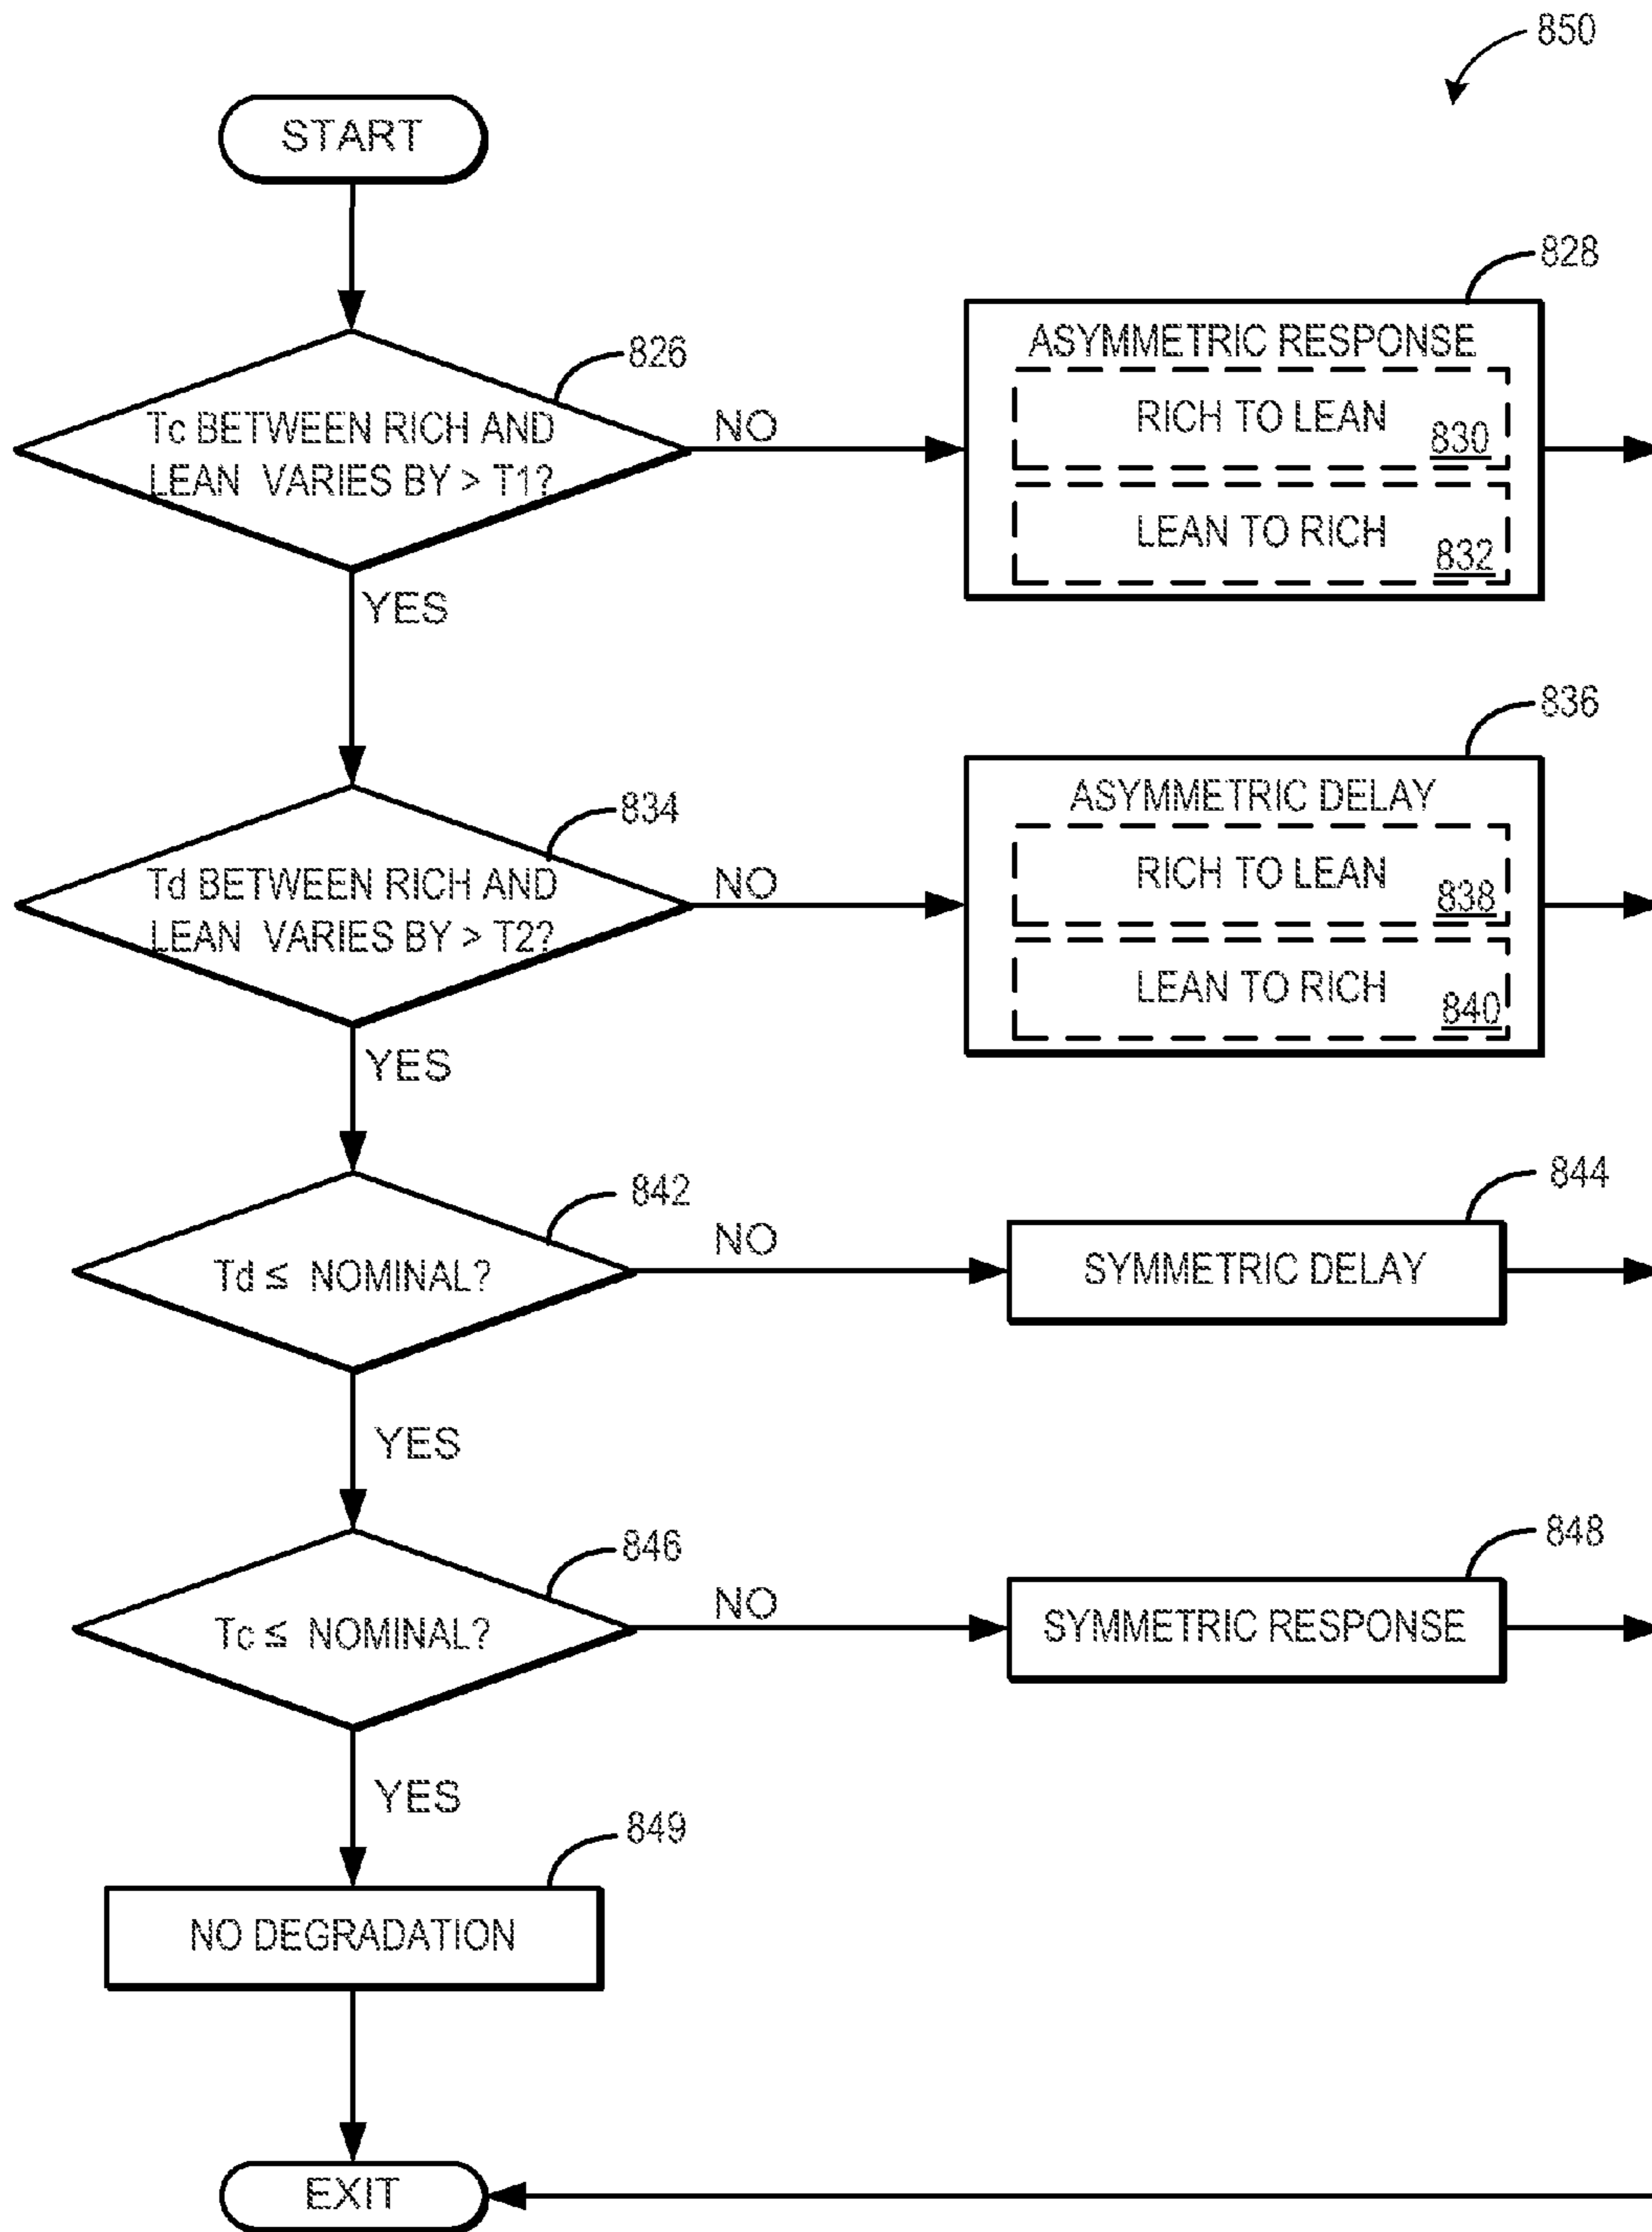 850
START
828
826
Tc BETWEEN RICH AND
LEAN VARIES BY > T1?
NO
YES
ASYMMETRIC RESPONSE
RICH TO LEAN
830
LEAN TO RICH
832
836
834
Td BETWEEN RICH AND
LEAN VARIES BY > T2?
NO
YES
ASYMMETRIC DELAY
RICH TO LEAN
838
LEAN TO RICH
840
842
844
Td ≤ NOMINAL?
NO
SYMMETRIC DELAY
YES
846
848
Tc ≤ NOMINAL?
NO
SYMMETRIC RESPONSE
YES
849
NO DEGRADATION
EXIT